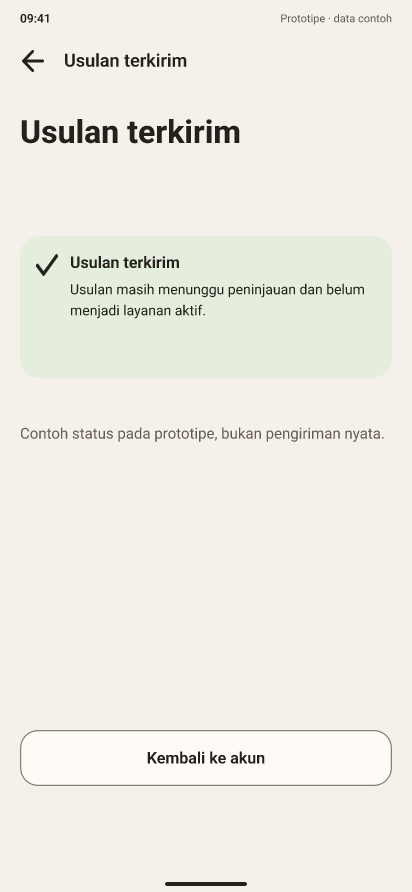 09:41
Prototipe · data contoh
Usulan terkirim
Usulan terkirim
Usulan terkirim
Usulan masih menunggu peninjauan dan belum
menjadi layanan aktif.
Contoh status pada prototipe, bukan pengiriman nyata.
Kembali ke akun